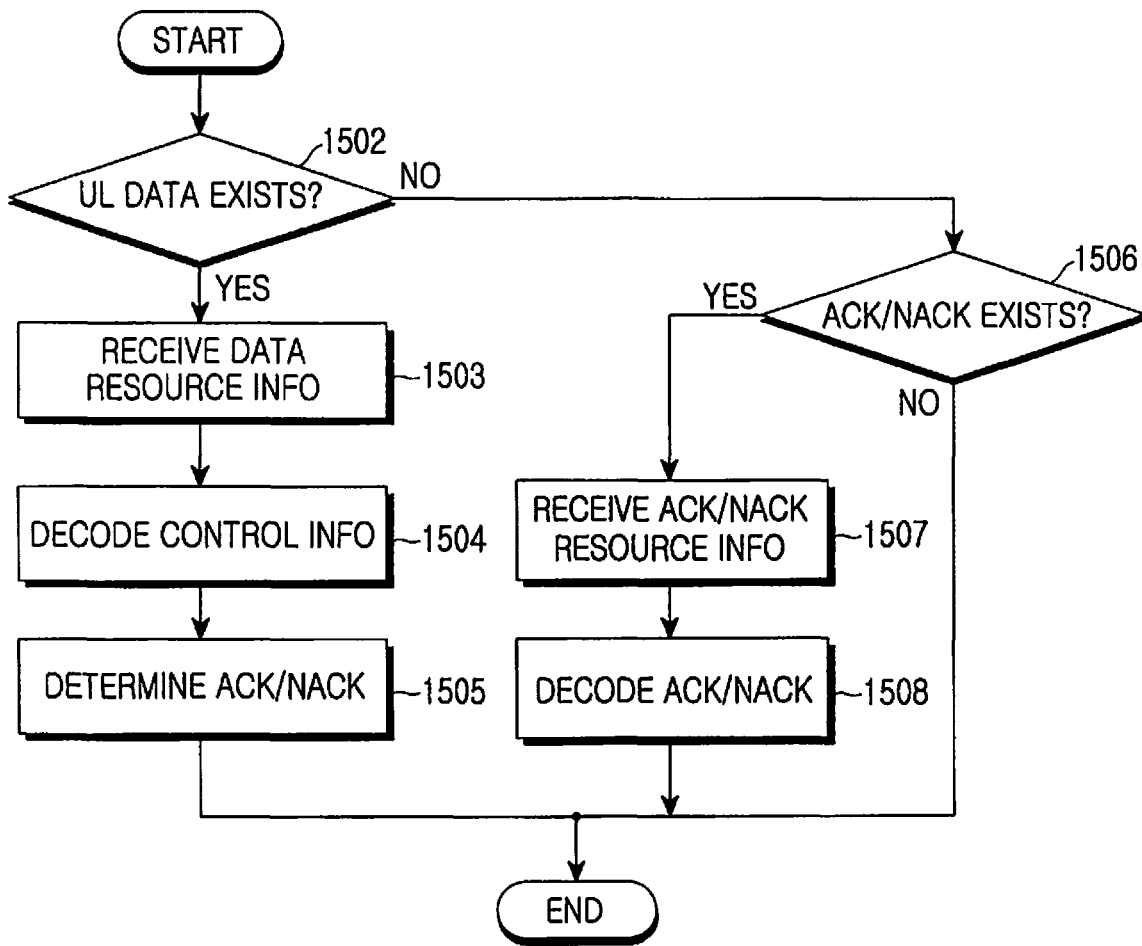 START
1502
UL DATA EXISTS?
NO
YES
1506
ACK/NACK EXISTS?
YES
NO
RECEIVE DATA
RESOURCE INFO
1503
DECODE CONTROL INFO
1504
RECEIVE ACK/NACK
RESOURCE INFO
1507
DETERMINE ACK/NACK
1505
DECODE ACK/NACK
1508
END